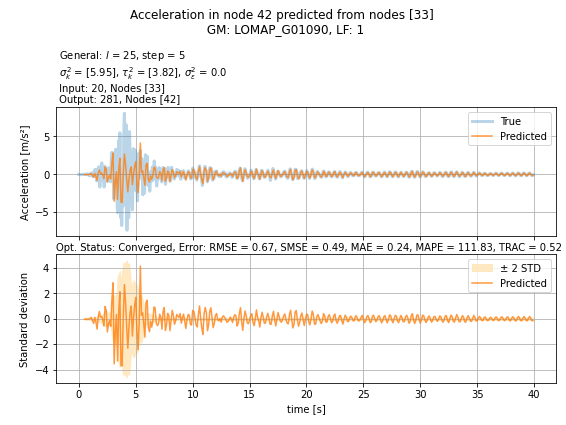 Acceleration in node 42 predicted from nodes [33]
GM: LOMAP_G01090, LF: 1
General: l = 25, step = 5
σ²ₖ = [5.95], τ²ₖ = [3.82], σ²ε = 0.0
Input: 20, Nodes [33]
Output: 281, Nodes [42]
Acceleration [m/s²]
5
0
−5
True
Predicted
Opt. Status: Converged, Error: RMSE = 0.67, SMSE = 0.49, MAE = 0.24, MAPE = 111.83, TRAC = 0.52
Standard deviation
4
2
0
−2
−4
± 2 STD
Predicted
0 5 10 15 20 25 30 35 40
time [s]